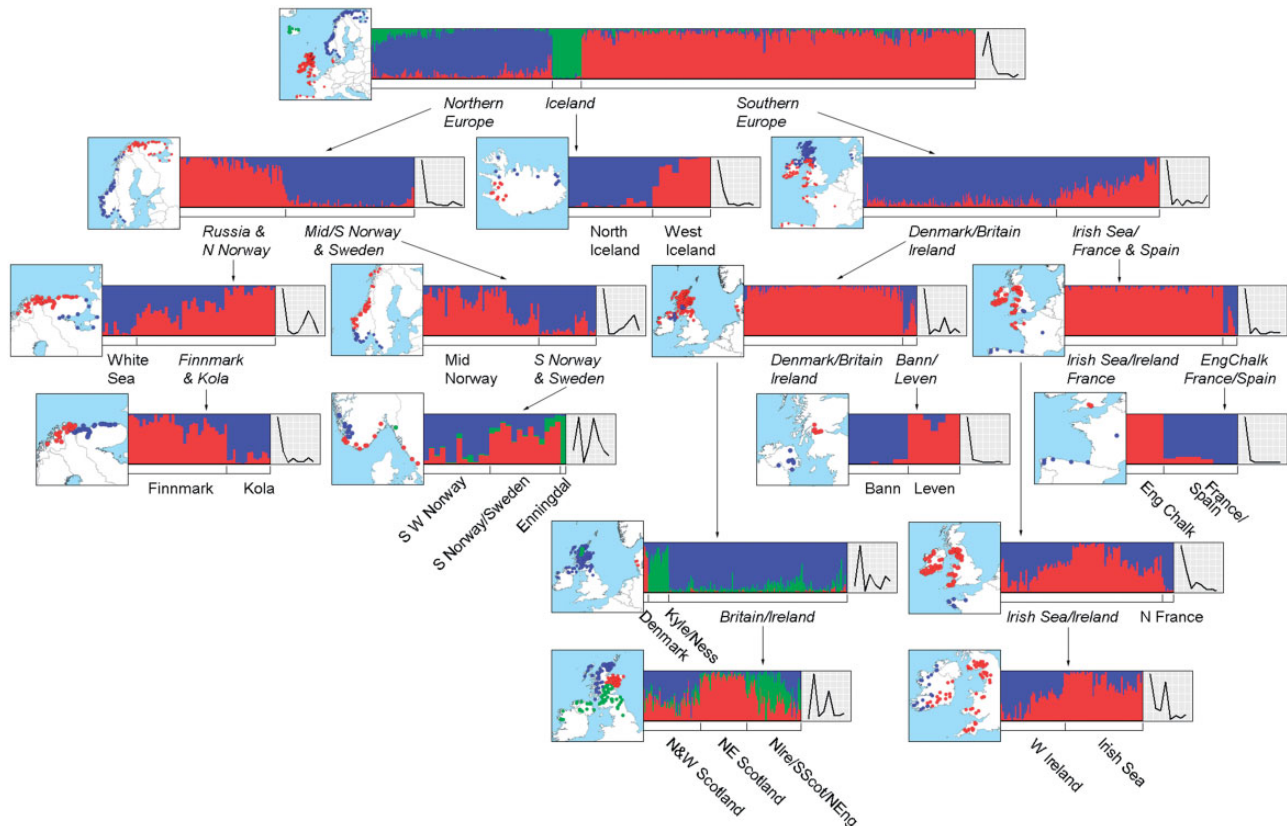 Northern
Europe
Iceland
Southern
Europe
Russia &
N Norway
Mid/S Norway
& Sweden
North
Iceland
West
Iceland
Denmark/Britain
Ireland
Irish Sea/
France & Spain
White
Sea
Finnmark
& Kola
Mid
Norway
S Norway
& Sweden
Denmark/Britain
Ireland
Bann/
Leven
Irish Sea/Ireland
France
EngChalk
France/Spain
Finnmark
Kola
S W Norway
S Norway/Sweden
Enningdal
Bann
Leven
Eng Chalk
France/
Spain
Denmark
Kyle/Ness
Britain/Ireland
Irish Sea/Ireland
N France
N&W Scotland
NE Scotland
NIre/SScot/NEng
W Ireland
Irish Sea